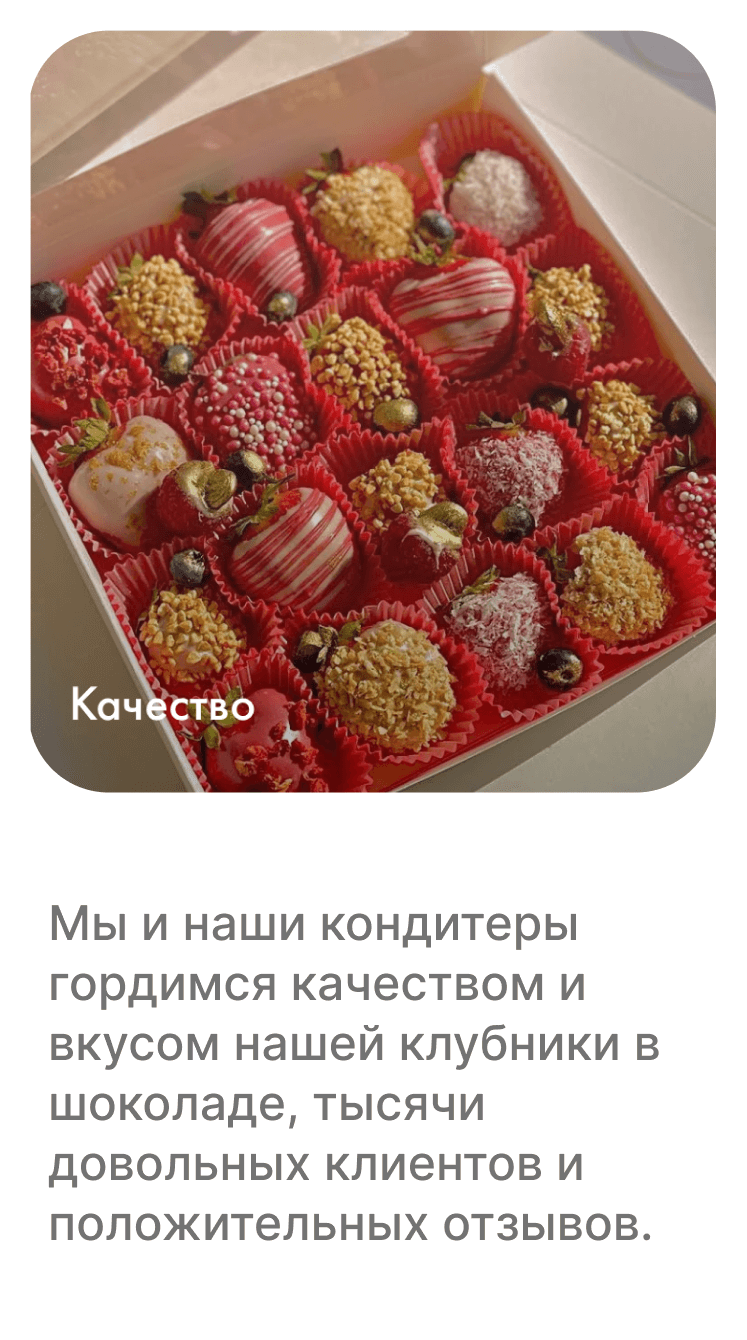 Качество
Мы и наши кондитеры
гордимся качеством и
вкусом нашей клубники в
шоколаде, тысячи
довольных клиентов и
положительных отзывов.